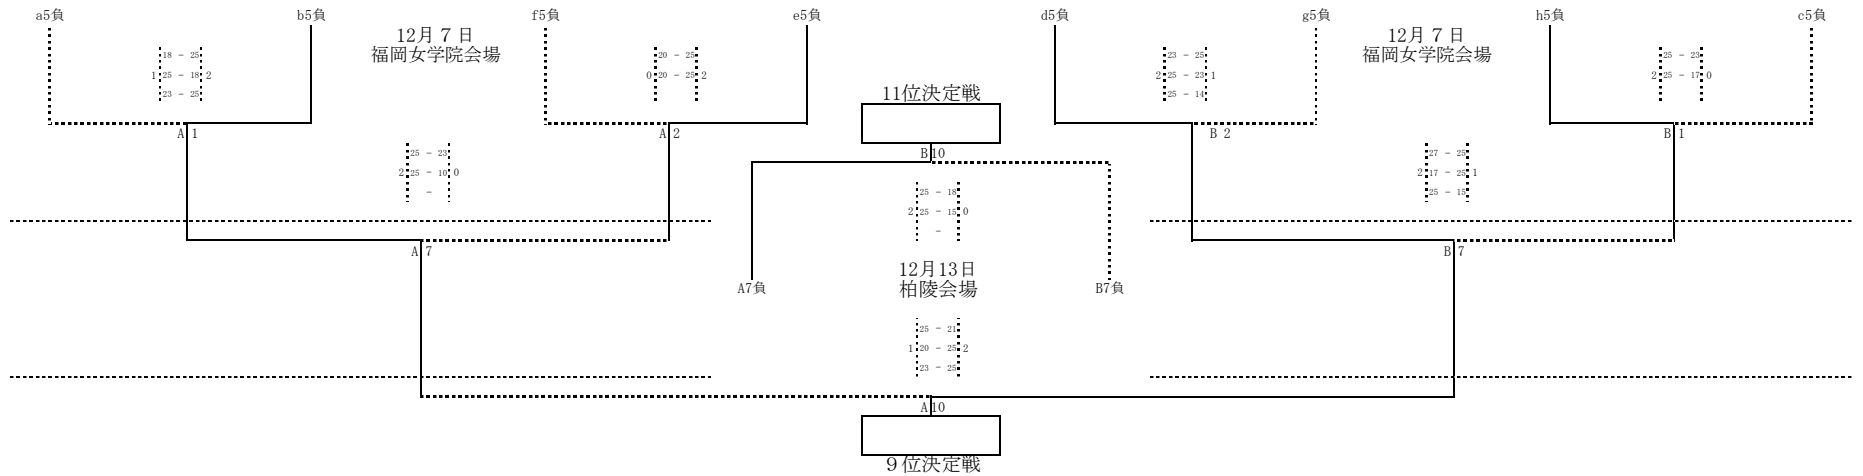 a5負 b5負 f5負 e5負 d5負 g5負 h5負 c5負
12月７日
福岡女学院会場
12月７日
福岡女学院会場
18 － 25
1 25 － 18 2
23 － 25
20 － 25
0 20 － 25 2
23 － 25
2 25 － 23 1
25 － 14
25 － 23
2 25 － 17 0
11位決定戦
A 1
A 2
B 2
B 1
25 － 23
2 25 － 10 0
－
B 10
27 － 25
2 17 － 25 1
25 － 15
25 － 18
2 25 － 15 0
－
A 7
B 7
12月13日
柏陵会場
A7負
B7負
25 － 21
1 20 － 25 2
23 － 25
A 10
９位決定戦